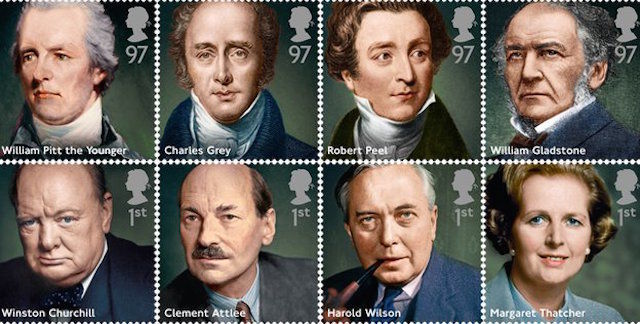 97
97
97
97
William Pitt the Younger
Charles Grey
Robert Peel
William Gladstone
1st
1st
1st
1st
Winston Churchill
Clement Attlee
Harold Wilson
Margaret Thatcher